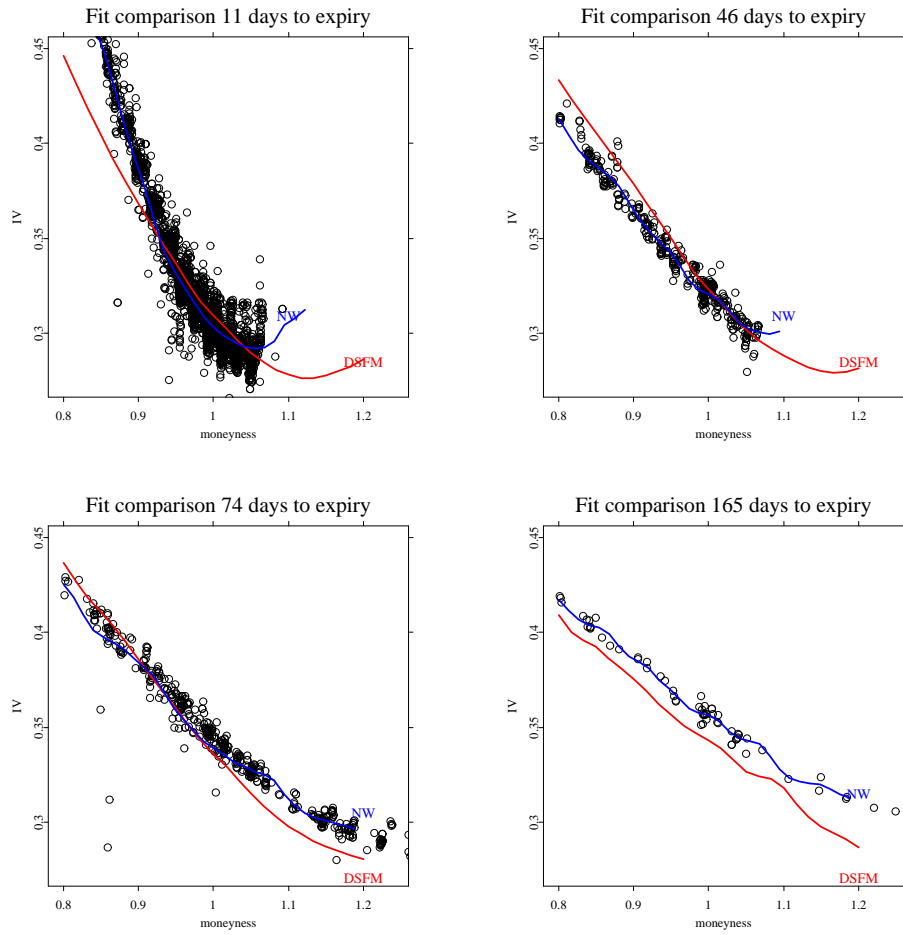 Fit comparison 11 days to expiry
0.45
0.4
0.35
0.3
IV
NW
DSFM
0.8 0.9 1 1.1 1.2
moneyness
Fit comparison 46 days to expiry
0.45
0.4
0.35
0.3
IV
NW
DSFM
0.8 0.9 1 1.1 1.2
moneyness
Fit comparison 74 days to expiry
0.45
0.4
0.35
0.3
IV
NW
DSFM
0.8 0.9 1 1.1 1.2
moneyness
Fit comparison 165 days to expiry
0.45
0.4
0.35
0.3
IV
NW
DSFM
0.8 0.9 1 1.1 1.2
moneyness